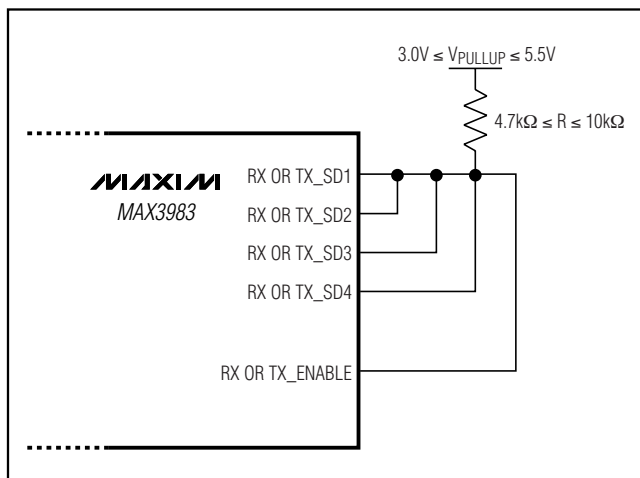 3.0V ≤ VPULLUP ≤ 5.5V
4.7kΩ ≤ R ≤ 10kΩ
MAXIM
MAX3983
RX OR TX_SD1
RX OR TX_SD2
RX OR TX_SD3
RX OR TX_SD4
RX OR TX_ENABLE